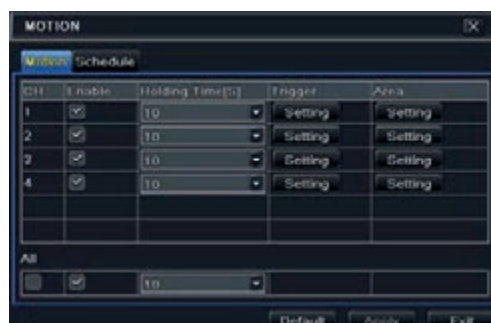 MOTION
Motion Schedule
CH Enable Holding Time[S] Trigger Area
1 10 Setting Setting
2 10 Setting Setting
3 10 Setting Setting
4 10 Setting Setting
All
10
Default Apply Exit